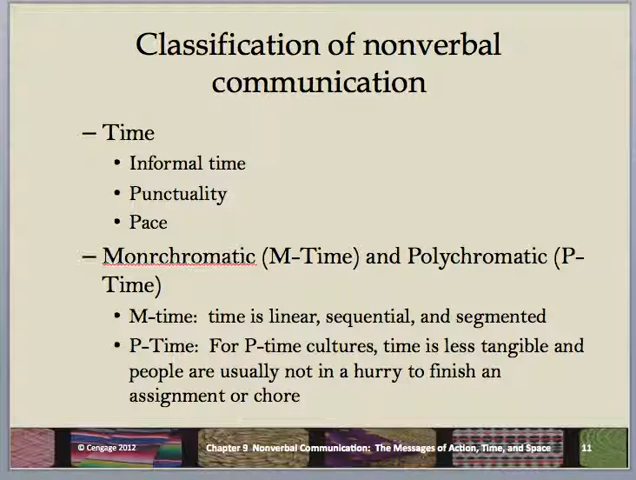 Classification of nonverbal
communication
– Time
• Informal time
• Punctuality
• Pace
– Monrchromatic (M-Time) and Polychromatic (P-
Time)
• M-time: time is linear, sequential, and segmented
• P-Time: For P-time cultures, time is less tangible and
people are usually not in a hurry to finish an
assignment or chore
© Cengage 2012 Chapter 9 Nonverbal Communication: The Messages of Action, Time, and Space 11